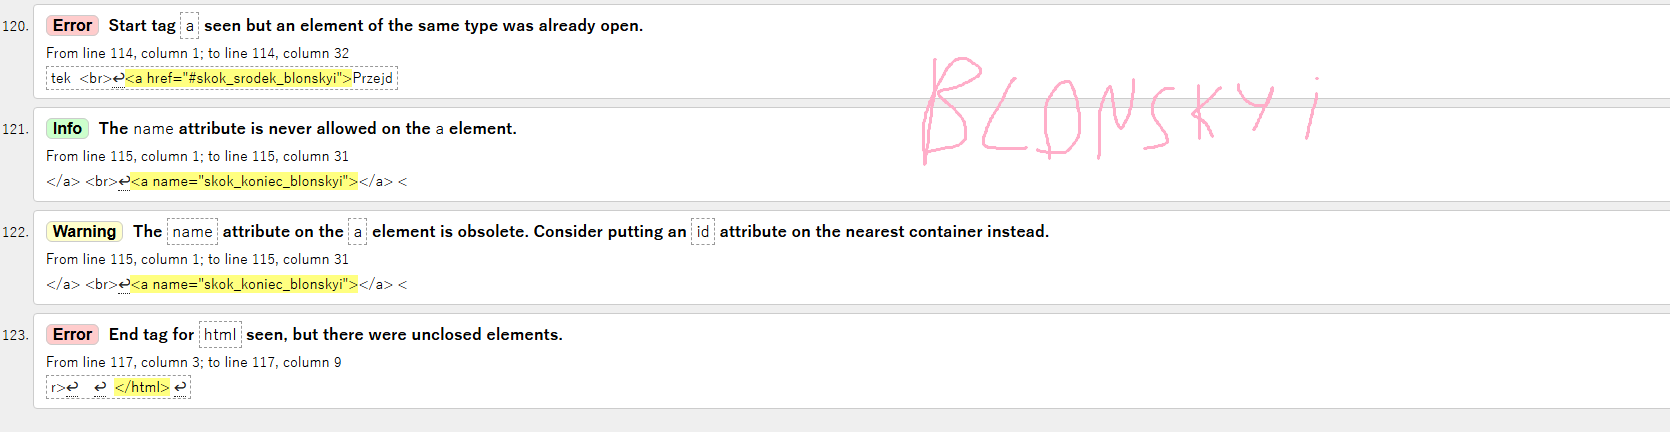 120. Error Start tag a seen but an element of the same type was already open.
From line 114, column 1; to line 114, column 32
tek <br>↩<a href="#skok_srodek_blonskyi">Przejd
BLONSKYi
121. Info The name attribute is never allowed on the a element.
From line 115, column 1; to line 115, column 31
</a> <br>↩<a name="skok_koniec_blonskyi"></a> <
122. Warning The name attribute on the a element is obsolete. Consider putting an id attribute on the nearest container instead.
From line 115, column 1; to line 115, column 31
</a> <br>↩<a name="skok_koniec_blonskyi"></a> <
123. Error End tag for html seen, but there were unclosed elements.
From line 117, column 3; to line 117, column 9
r>↩ ↩ </html> ↩